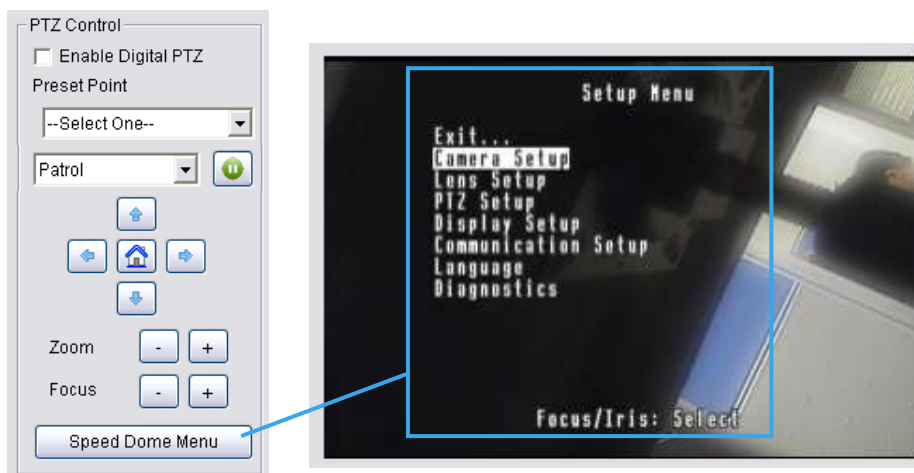 PTZ Control
Enable Digital PTZ
Preset Point
--Select One--
Patrol
Zoom
-
+
Focus
-
+
Speed Dome Menu
Setup Menu
Exit...
Camera Setup
Lens Setup
PTZ Setup
Display Setup
Communication Setup
Language
Diagnostics
Focus/Iris: Select